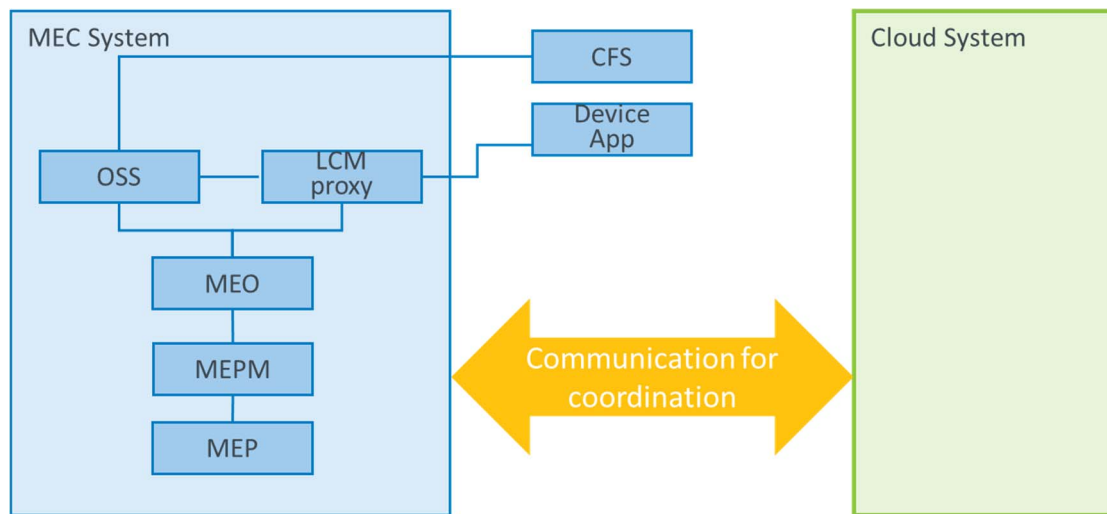 MEC System
CFS
Cloud System
Device
App
OSS
LCM
proxy
MEO
MEPM
MEP
Communication for
coordination